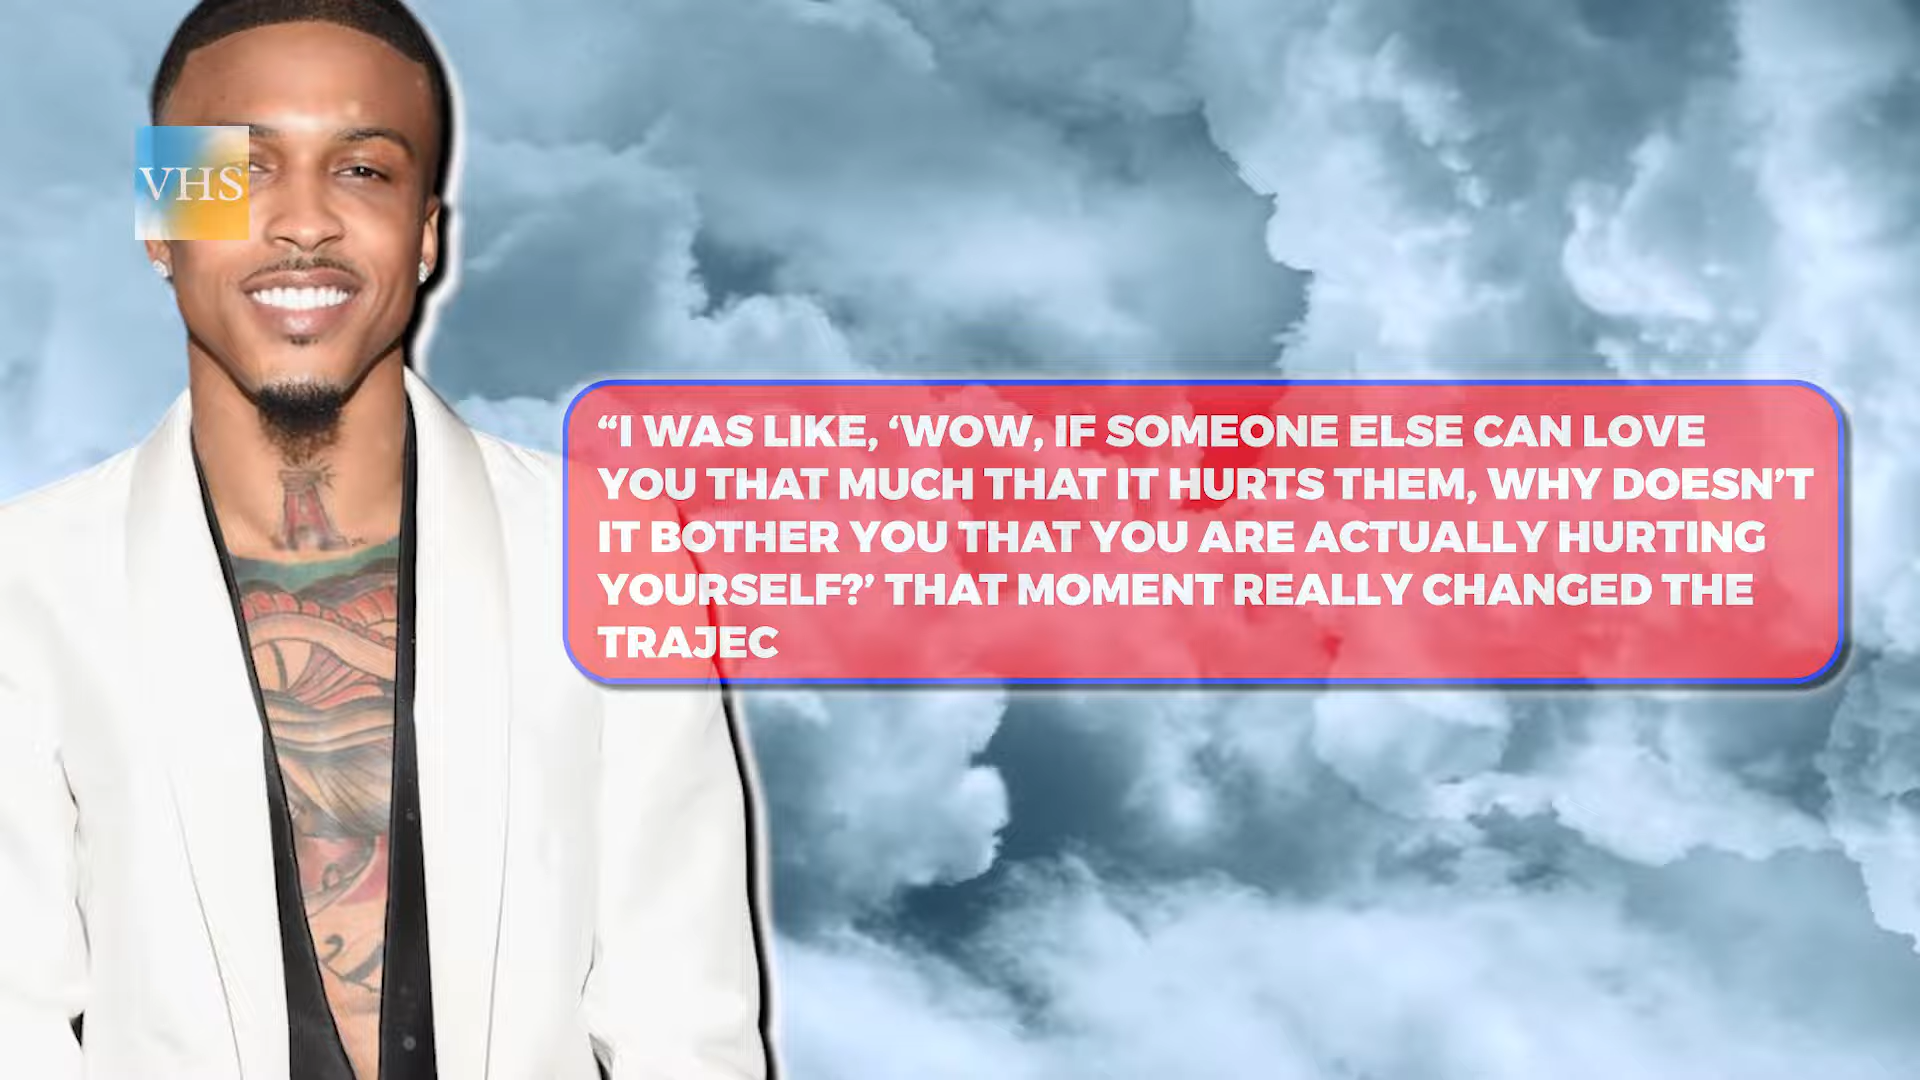 VHS
“I WAS LIKE, ‘WOW, IF SOMEONE ELSE CAN LOVE
YOU THAT MUCH THAT IT HURTS THEM, WHY DOESN’T
IT BOTHER YOU THAT YOU ARE ACTUALLY HURTING
YOURSELF?’ THAT MOMENT REALLY CHANGED THE
TRAJEC